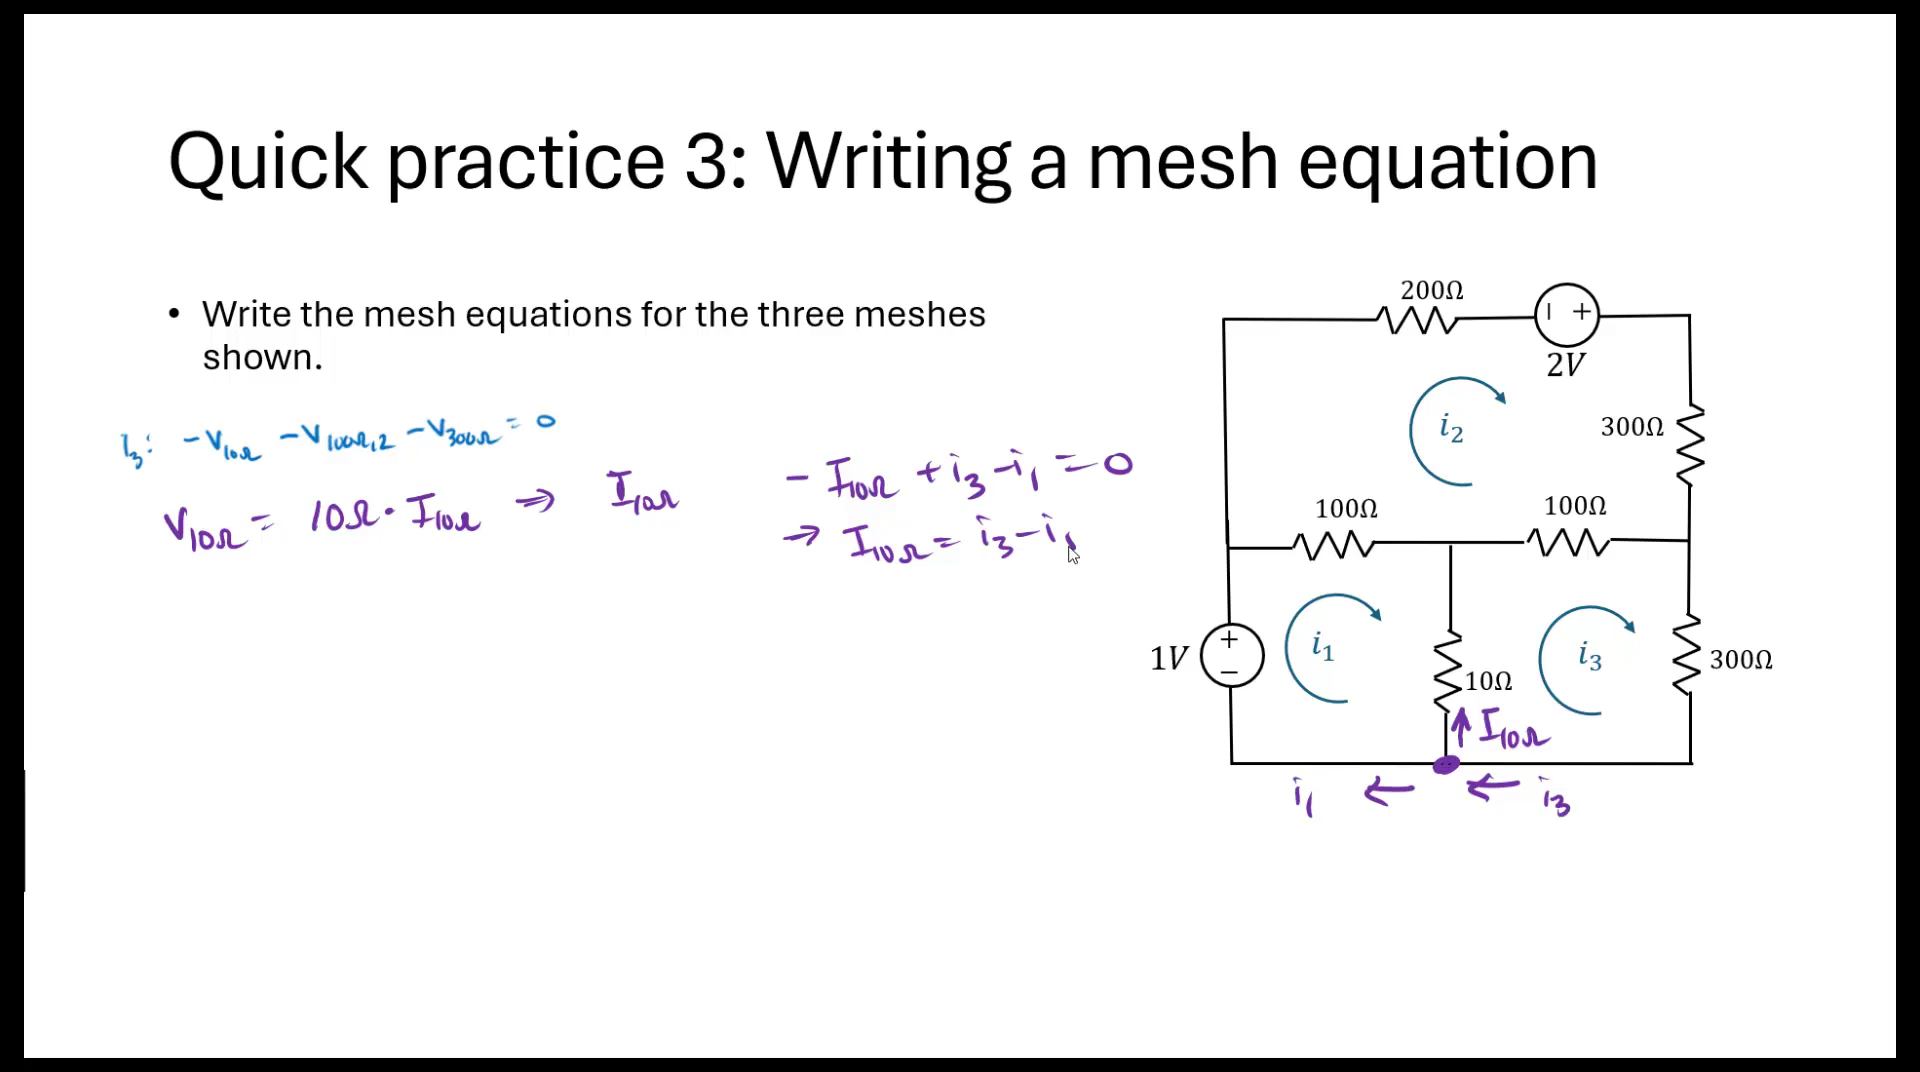 Quick practice 3: Writing a mesh equation
• Write the mesh equations for the three meshes
shown.
i₃: -V₁₀Ω -V₁₀₀Ω,₂ -V₃₀₀Ω = 0
V₁₀Ω = 10Ω · I₁₀Ω ⇒ I₁₀Ω
- I₁₀Ω + i₃ - i₁ = 0
→ I₁₀Ω = i₃ - i₁
200Ω
- +
2V
300Ω
i₂
100Ω
100Ω
1V
+
−
i₁
10Ω
i₃
300Ω
↑ I₁₀Ω
i₁ ← ← i₃